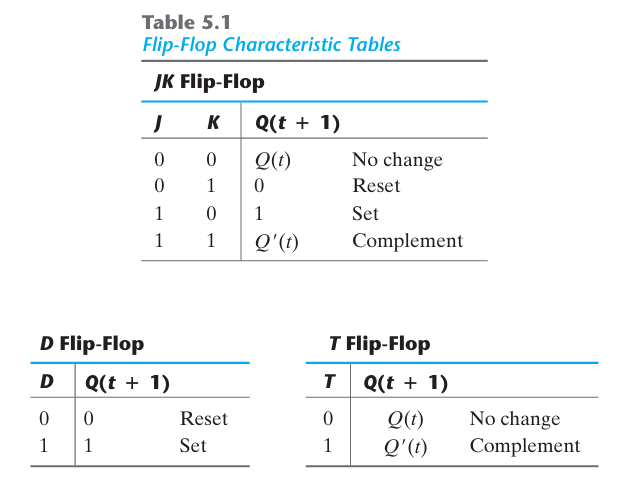 Table 5.1
Flip-Flop Characteristic Tables
JK Flip-Flop
J K Q(t + 1)
0 0 Q(t) No change
0 1 0 Reset
1 0 1 Set
1 1 Q′(t) Complement
D Flip-Flop
D Q(t + 1)
0 0 Reset
1 1 Set
T Flip-Flop
T Q(t + 1)
0 Q(t) No change
1 Q′(t) Complement